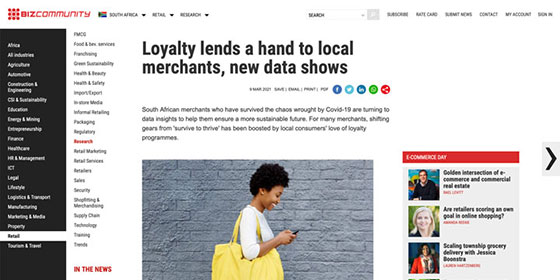 BIZCOMMUNITY
SOUTH AFRICA
RETAIL
RESEARCH
SEARCH
SUBSCRIBE
RATE CARD
SUBMIT NEWS
CONTACT
MY ACCOUNT
SIGN IN
Africa
All industries
Agriculture
Automotive
Construction &
Engineering
CSI & Sustainability
Education
Energy & Mining
Entrepreneurship
Finance
Healthcare
HR & Management
ICT
Legal
Lifestyle
Logistics & Transport
Manufacturing
Marketing & Media
Property
Retail
Tourism & Travel
FMCG
Food & bev. services
Franchising
Green Sustainability
Health & Beauty
Health & Safety
Import/Export
In-store Media
Informal Retailing
Packaging
Regulatory
Research
Retail Marketing
Retail Services
Retailers
Sales
Security
Shopfitting &
Merchandising
Supply Chain
Technology
Training
Trends
IN THE NEWS
Loyalty lends a hand to local
merchants, new data shows
9 MAR 2021
SAVE | EMAIL | PRINT | PDF
South African merchants who have survived the chaos wrought by Covid-19 are turning to
data insights to help them ensure a more sustainable future. For many merchants, shifting
gears from 'survive to thrive' has been boosted by local consumers' love of loyalty
programmes.
E-COMMERCE DAY
Golden intersection of e-
commerce and commercial
real estate
Are retailers scoring an own
goal in online shopping?
AMANDA REEKIE
Scaling township grocery
delivery with Jessica
Boonstra
LAUREN HARTZENBERG